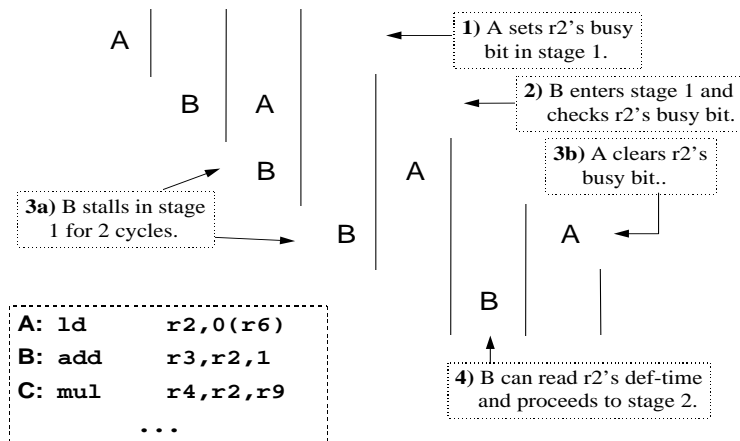 A
1) A sets r2's busy
bit in stage 1.
B A
2) B enters stage 1 and
checks r2's busy bit.
B A
3b) A clears r2's
busy bit..
3a) B stalls in stage
1 for 2 cycles.
B A
B
A: ld r2,0(r6)
B: add r3,r2,1
C: mul r4,r2,r9
...
4) B can read r2's def-time
and proceeds to stage 2.